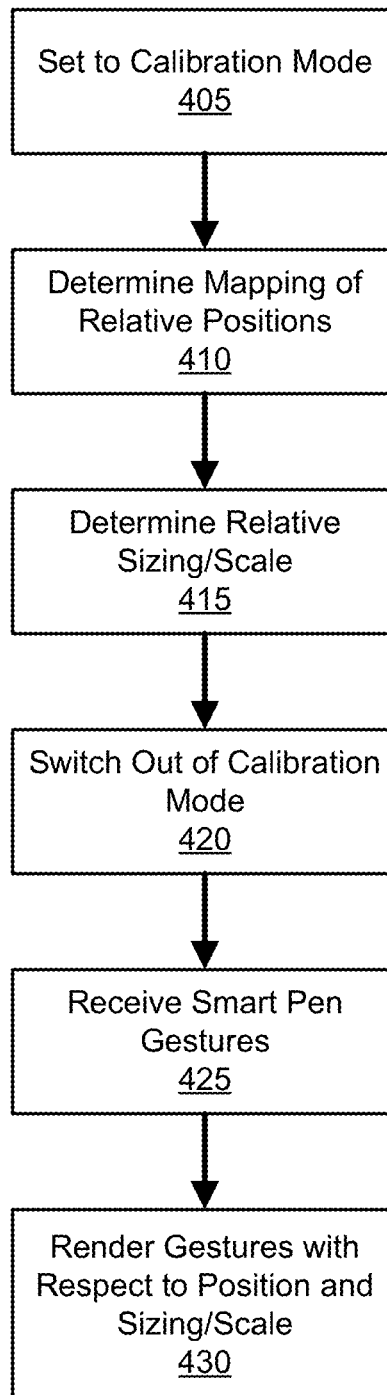 Set to Calibration Mode
405
Determine Mapping of
Relative Positions
410
Determine Relative
Sizing/Scale
415
Switch Out of Calibration
Mode
420
Receive Smart Pen
Gestures
425
Render Gestures with
Respect to Position and
Sizing/Scale
430